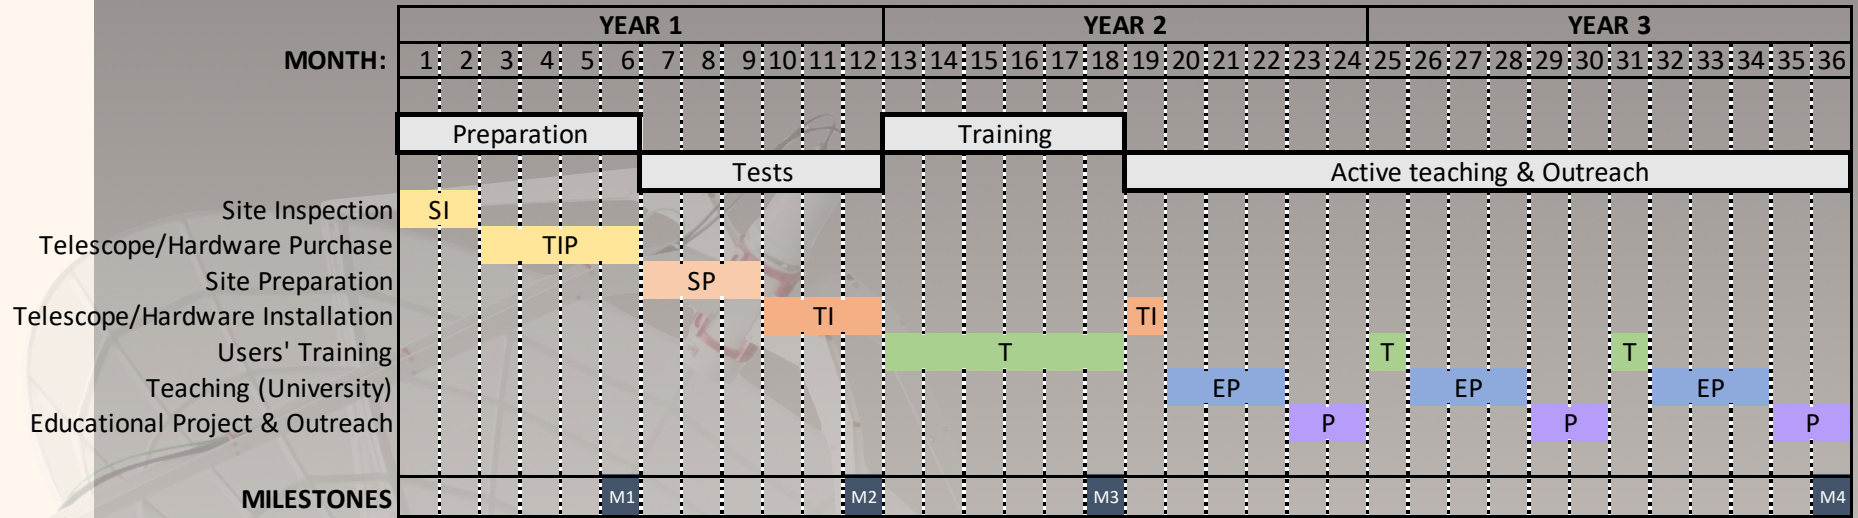 YEAR 1 YEAR 2 YEAR 3
MONTH: 1 2 3 4 5 6 7 8 9 10 11 12 13 14 15 16 17 18 19 20 21 22 23 24 25 26 27 28 29 30 31 32 33 34 35 36
Preparation Training
Tests Active teaching & Outreach
Site Inspection SI
Telescope/Hardware Purchase TIP
Site Preparation SP
Telescope/Hardware Installation TI TI
Users' Training T T T
Teaching (University) EP EP EP
Educational Project & Outreach P P P
MILESTONES M1 M2 M3 M4